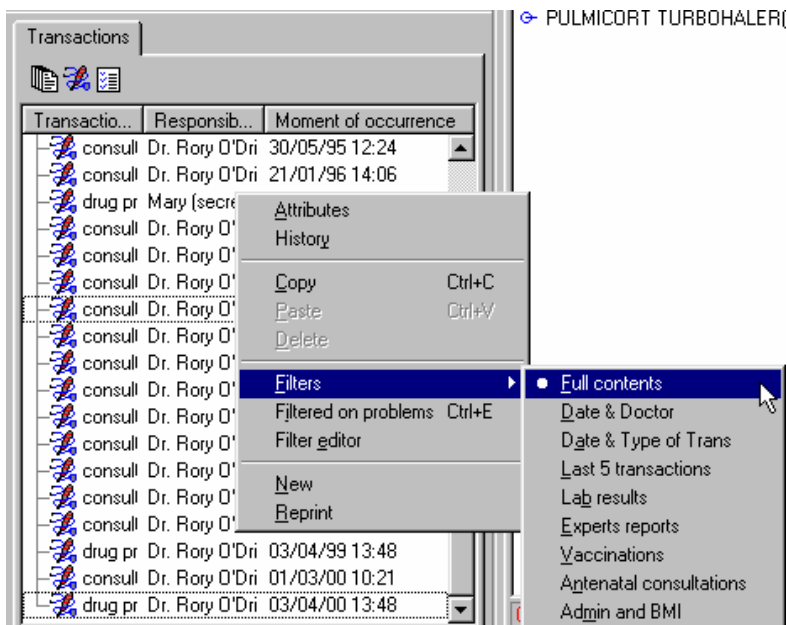 PULMICORT TURBOHALER(
Transactions
Transactio... Responsib... Moment of occurrence
consult Dr. Rory O'Dri 30/05/95 12:24
consult Dr. Rory O'Dri 21/01/96 14:06
drug pr Mary (secre
consult Dr. Rory O'
consult Dr. Rory O'
consult Dr. Rory O'
consult Dr. Rory O'
consult Dr. Rory O'
consult Dr. Rory O'
consult Dr. Rory O'
consult Dr. Rory O'
consult Dr. Rory O'
consult Dr. Rory O'
consult Dr. Rory O'
consult Dr. Rory O'
drug pr Dr. Rory O'Dri 03/04/99 13:48
consult Dr. Rory O'Dri 01/03/00 10:21
drug pr Dr. Rory O'Dri 03/04/00 13:48
Attributes
History
Copy Ctrl+C
Paste Ctrl+V
Delete
Filters
Filtered on problems Ctrl+E
Filter editor
New
Reprint
Full contents
Date & Doctor
Date & Type of Trans
Last 5 transactions
Lab results
Experts reports
Vaccinations
Antenatal consultations
Admin and BMI